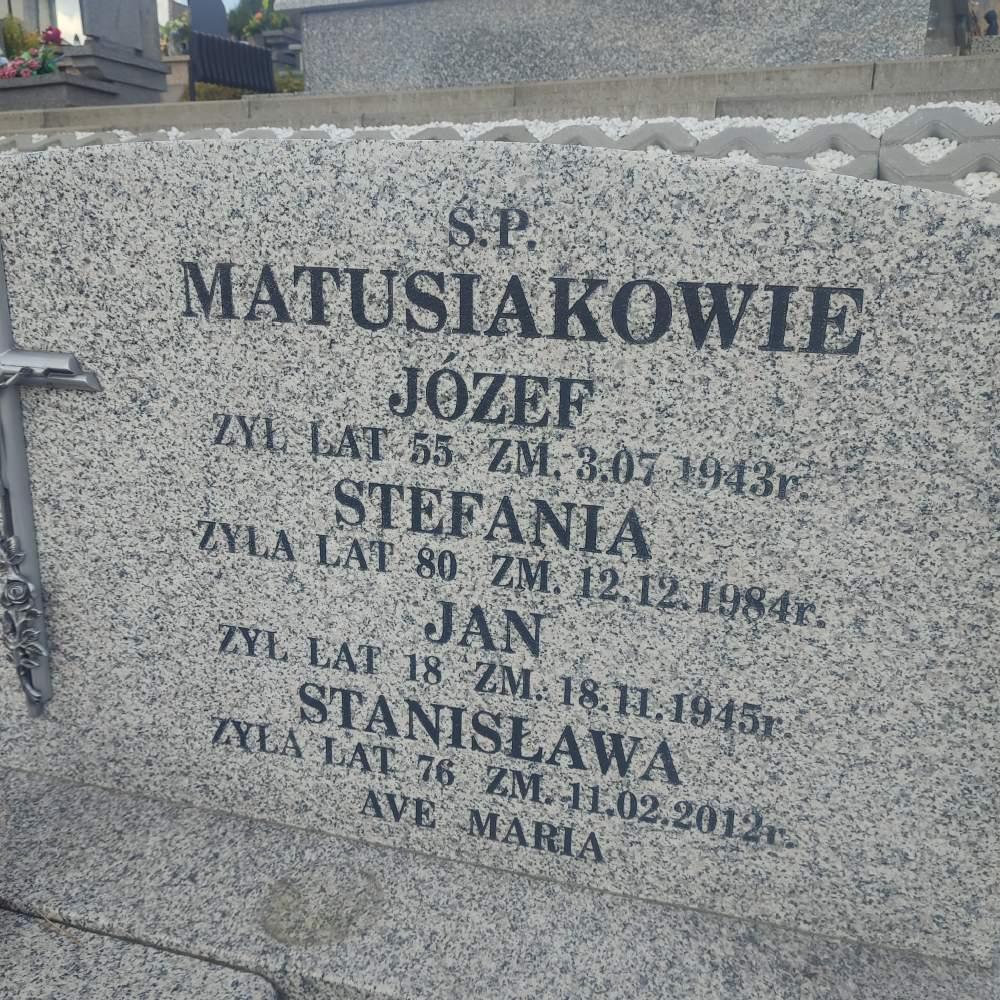 Ś.P.
MATUSIAKOWIE
JÓZEF
ŻYŁ LAT 55 ZM. 3.07 1943r.
STEFANIA
ŻYŁA LAT 80 ZM. 12.12.1984r.
JAN
ŻYŁ LAT 18 ZM. 18.11.1945r.
STANISŁAWA
ŻYŁA LAT 76 ZM. 11.02.2012r.
AVE MARIA